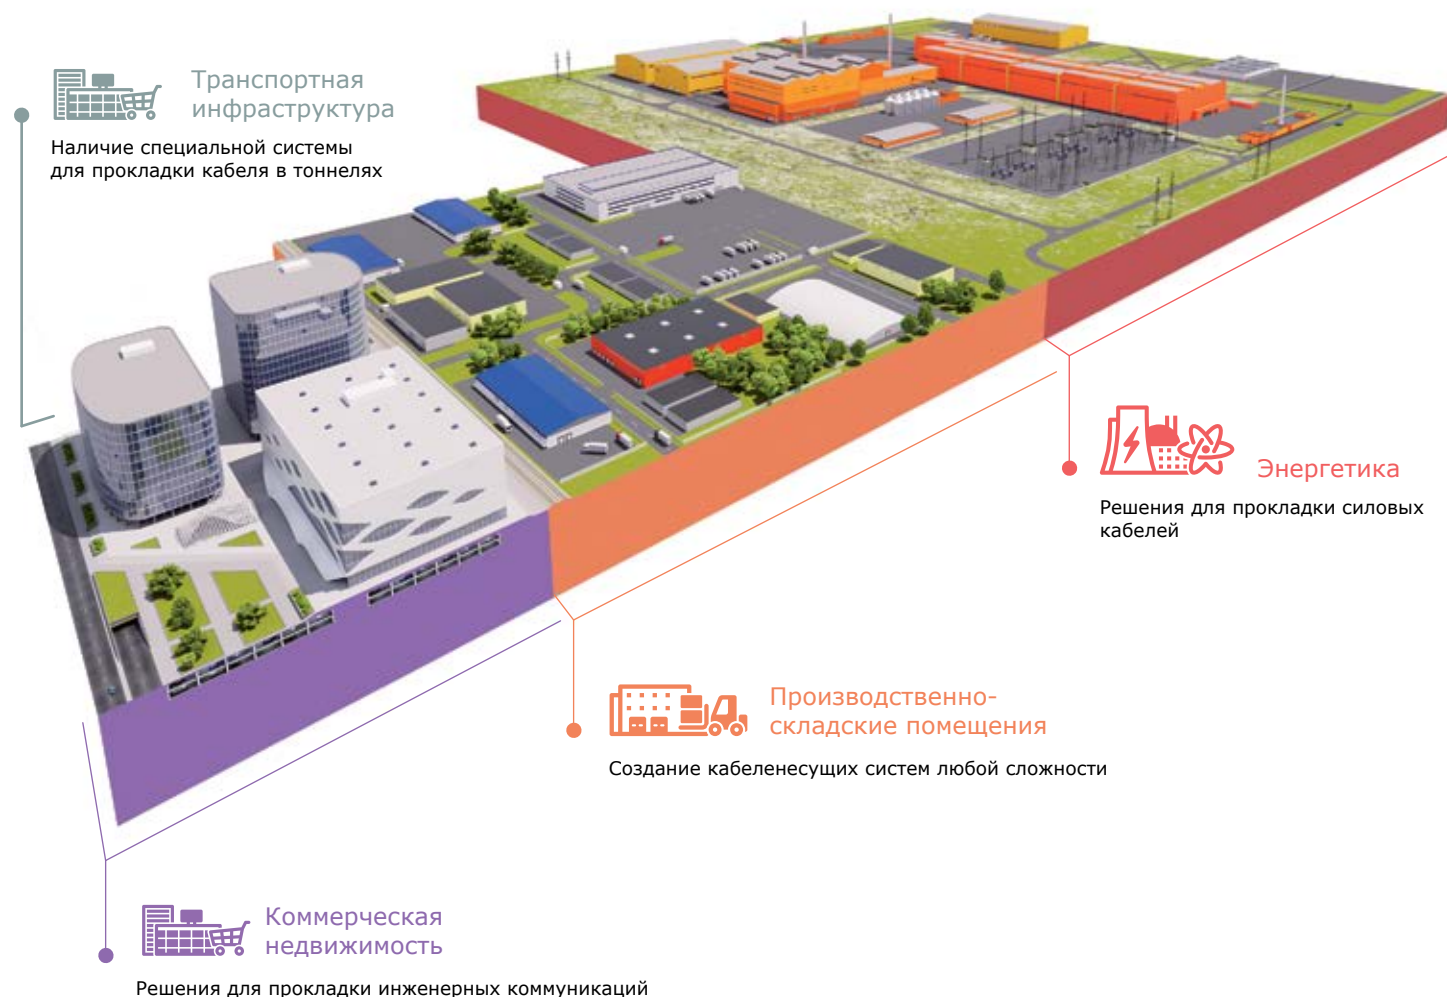 Транспортная
инфраструктура
Наличие специальной системы
для прокладки кабеля в тоннелях
Энергетика
Решения для прокладки силовых
кабелей
Производственно-
складские помещения
Создание кабеленесущих систем любой сложности
Коммерческая
недвижимость
Решения для прокладки инженерных коммуникаций